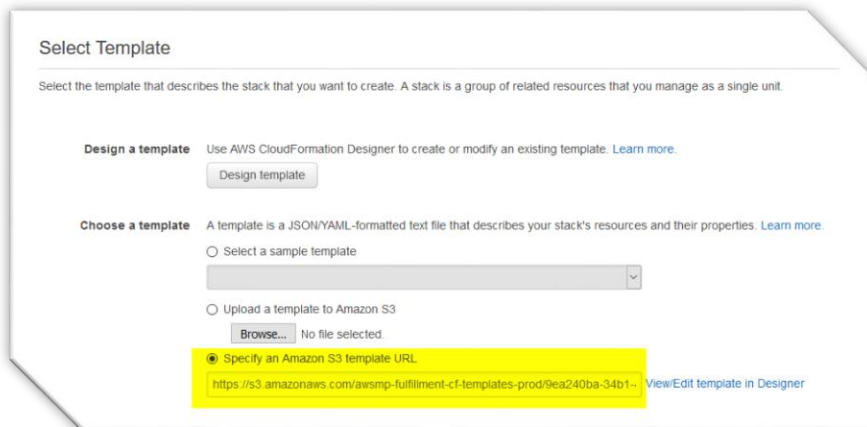 Select Template
Select the template that describes the stack that you want to create. A stack is a group of related resources that you manage as a single unit.
Design a template Use AWS CloudFormation Designer to create or modify an existing template. Learn more.
Design template
Choose a template A template is a JSON/YAML-formatted text file that describes your stack's resources and their properties. Learn more.
Select a sample template
Upload a template to Amazon S3
Browse... No file selected.
Specify an Amazon S3 template URL
https://s3.amazonaws.com/awsmp-fulfillment-cf-templates-prod/9ea240ba-34b1- View/Edit template in Designer